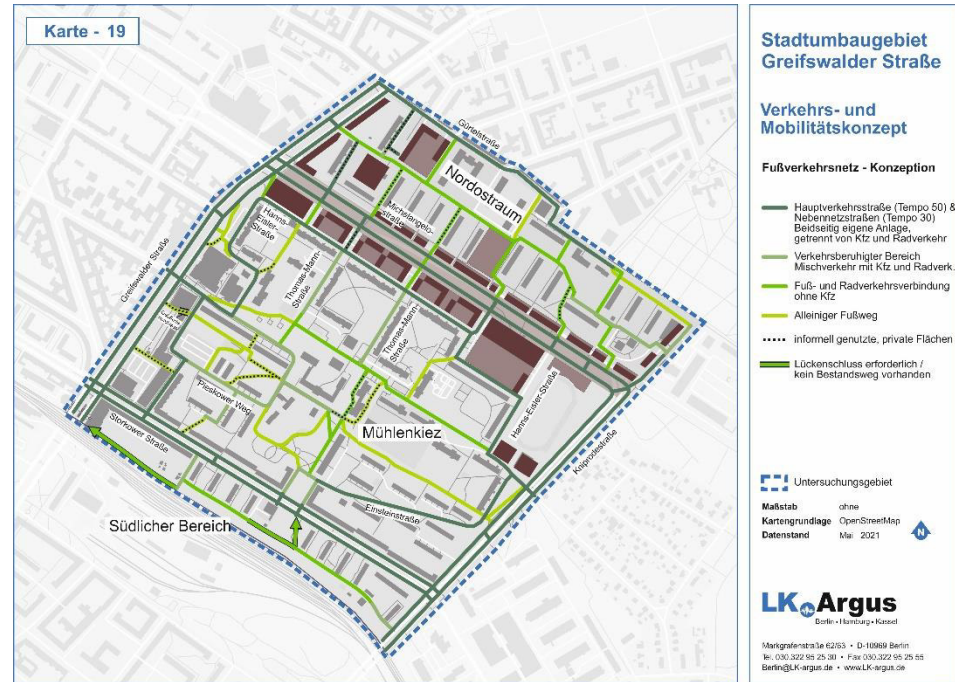 Karte - 19
Gürtelstraße
Nordostraum
Hanns-
Eisler-
Straße
Michelangelo-
straße
Greifswalder Straße
Thomas-Mann-
Straße
Thomas-Mann-
Straße
Hanns-Eisler-Straße
Pieskower Weg
Mühlenkiez
Kniprodestraße
Storkower Straße
Einsteinstraße
Südlicher Bereich
Stadtumbaugebiet
Greifswalder Straße
Verkehrs- und
Mobilitätskonzept
Fußverkehrsnetz - Konzeption
Hauptverkehrsstraße (Tempo 50) &
Nebennetzstraßen (Tempo 30)
Beidseitig eigene Anlage,
getrennt von Kfz und Radverkehr
Verkehrsberuhigter Bereich
Mischverkehr mit Kfz und Radverk.
Fuß- und Radverkehrsverbindung
ohne Kfz
Alleiniger Fußweg
informell genutzte, private Flächen
Lückenschluss erforderlich /
kein Bestandsweg vorhanden
Untersuchungsgebiet
Maßstab ohne
Kartengrundlage OpenStreetMap
Datenstand Mai 2021
N
LK Argus
Berlin • Hamburg • Kassel
Markgrafenstraße 62/63 • D-10969 Berlin
Tel. 030.322 95 25 30 • Fax 030.322 95 25 55
Berlin@LK-argus.de • www.LK-argus.de